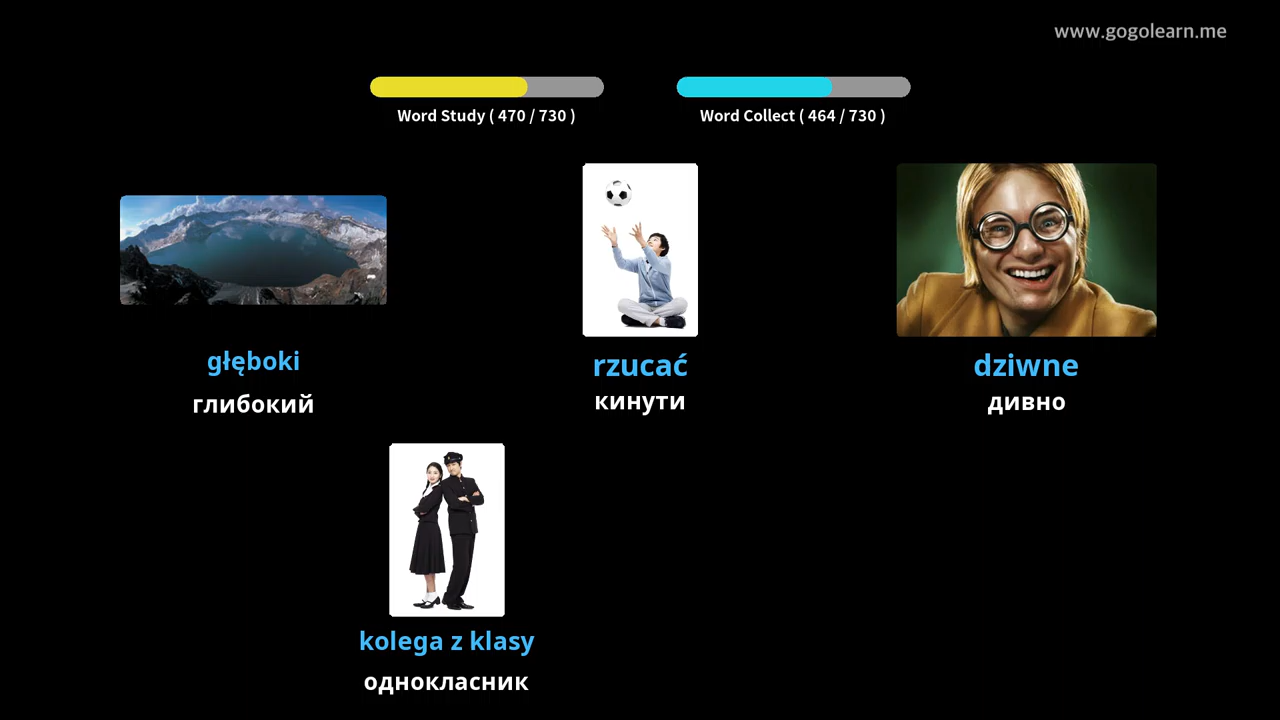 www.gogolearn.me
Word Study ( 470 / 730 )
Word Collect ( 464 / 730 )
głęboki
глибокий
rzucać
кинути
dziwne
дивно
kolega z klasy
однокласник